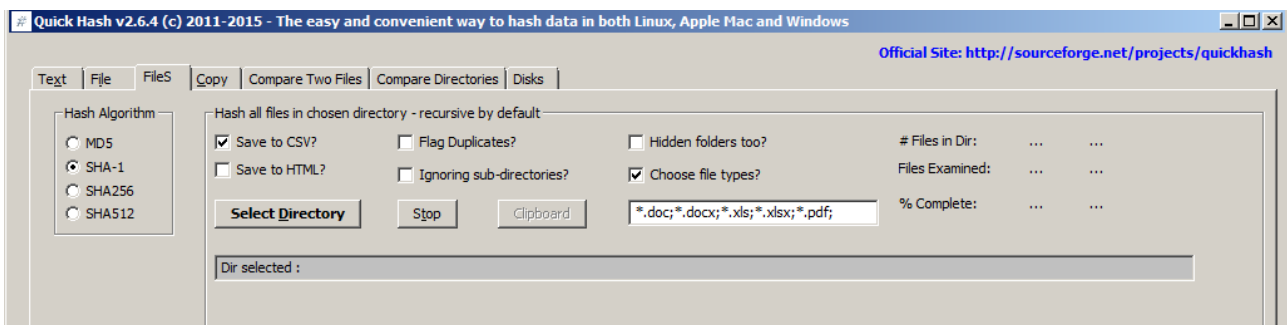 # Quick Hash v2.6.4 (c) 2011-2015 - The easy and convenient way to hash data in both Linux, Apple Mac and Windows
Official Site: http://sourceforge.net/projects/quickhash
Text File FileS Copy Compare Two Files Compare Directories Disks
Hash Algorithm
MD5
SHA-1
SHA256
SHA512
Hash all files in chosen directory - recursive by default
Save to CSV? Flag Duplicates? Hidden folders too? # Files in Dir: ... ...
Save to HTML? Ignoring sub-directories? Choose file types? Files Examined: ... ...
Select Directory Stop Clipboard *.doc;*.docx;*.xls;*.xlsx;*.pdf; % Complete: ... ...
Dir selected :